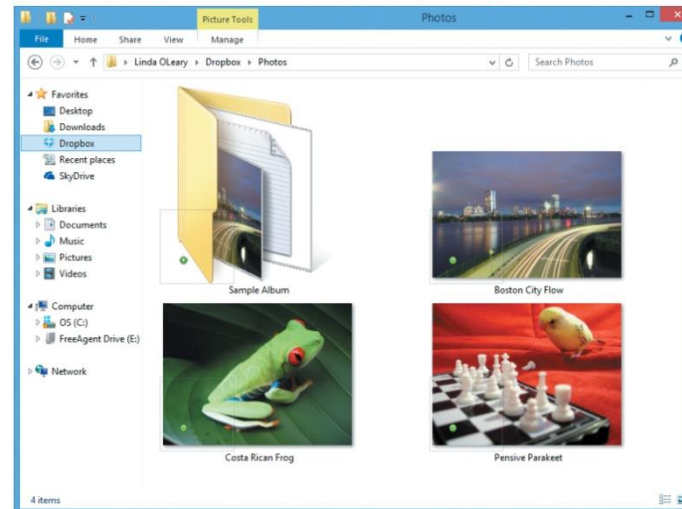 Picture Tools
Photos
File Home Share View Manage
Linda OLeary Dropbox Photos
Search Photos
Favorites
Desktop
Downloads
Dropbox
Recent places
SkyDrive
Libraries
Documents
Music
Pictures
Videos
Computer
OS (C:)
FreeAgent Drive (E:)
Network
Sample Album
Boston City Flow
Costa Rican Frog
Pensive Parakeet
4 items